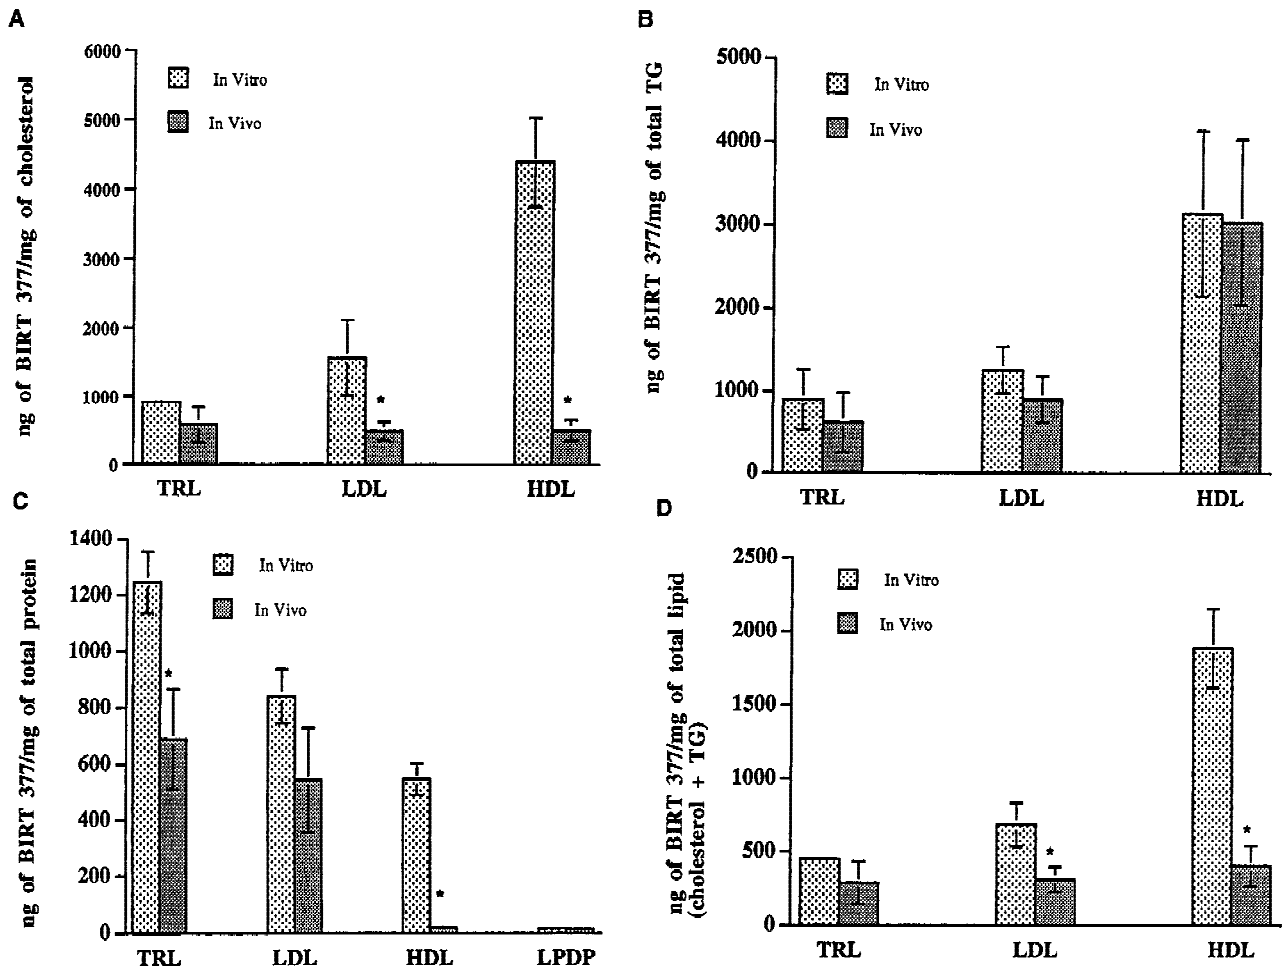 A
ng of BIRT 377/mg of cholesterol
6000
5000
4000
3000
2000
1000
0
In Vitro
In Vivo
*
*
TRL LDL HDL
B
ng of BIRT 377/mg of total TG
5000
4000
3000
2000
1000
0
In Vitro
In Vivo
TRL LDL HDL
C
ng of BIRT 377/mg of total protein
1400
1200
1000
800
600
400
200
0
In Vitro
In Vivo
*
*
TRL LDL HDL LPDP
D
ng of BIRT 377/mg of total lipid
(cholesterol + TG)
2500
2000
1500
1000
500
0
In Vitro
In Vivo
*
*
TRL LDL HDL